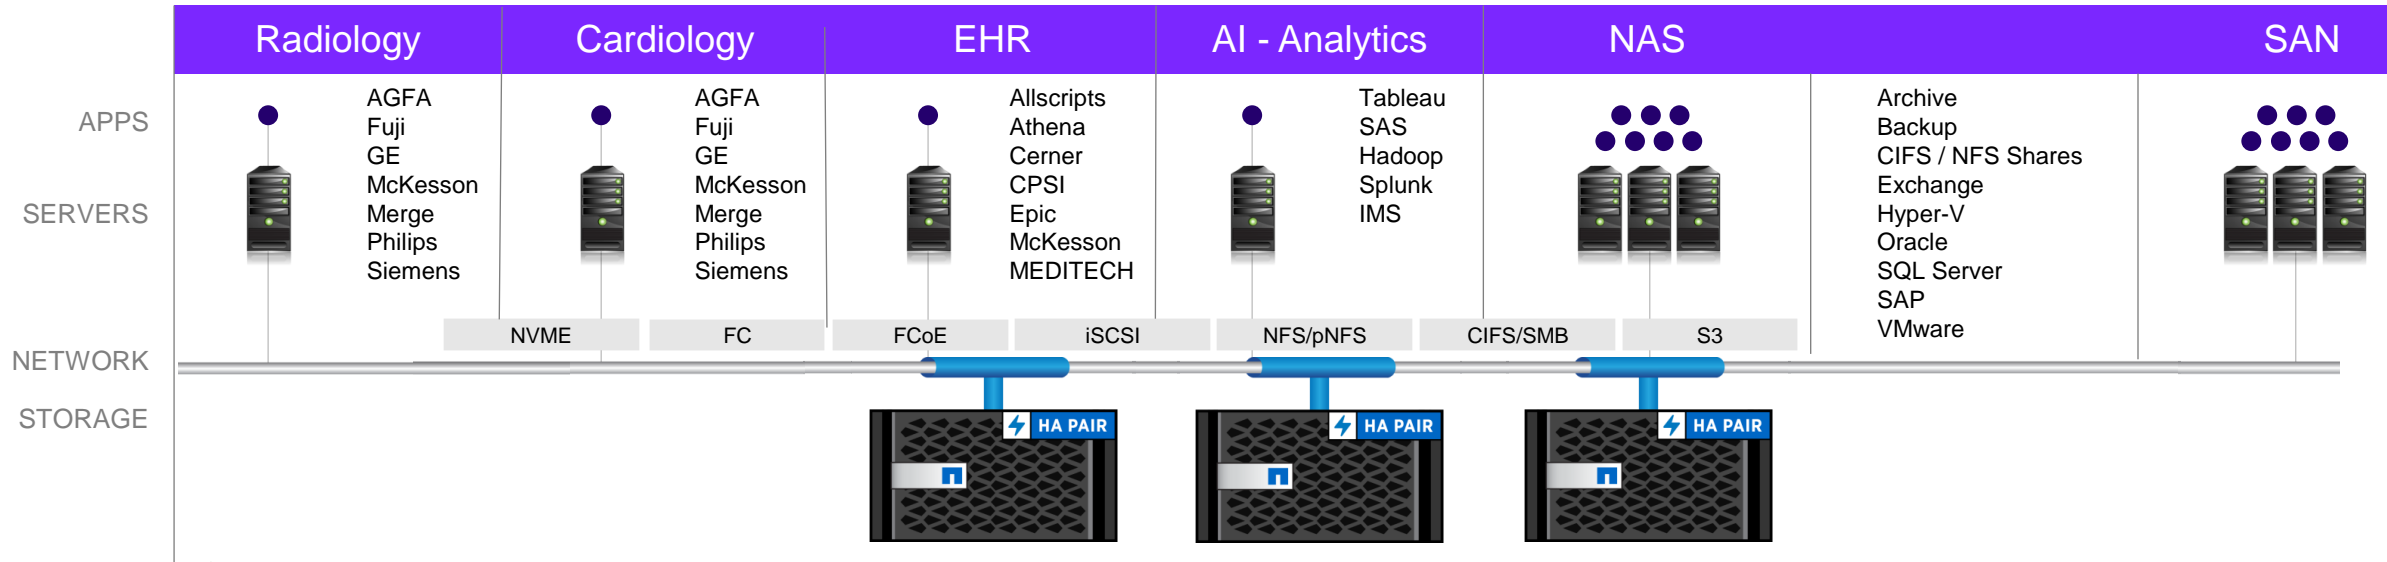 Radiology
Cardiology
EHR
AI - Analytics
NAS
SAN
APPS
SERVERS
NETWORK
STORAGE
AGFA
Fuji
GE
McKesson
Merge
Philips
Siemens
AGFA
Fuji
GE
McKesson
Merge
Philips
Siemens
Allscripts
Athena
Cerner
CPSI
Epic
McKesson
MEDITECH
Tableau
SAS
Hadoop
Splunk
IMS
Archive
Backup
CIFS / NFS Shares
Exchange
Hyper-V
Oracle
SQL Server
SAP
VMware
NVME
FC
FCoE
iSCSI
NFS/pNFS
CIFS/SMB
S3
HA PAIR
HA PAIR
HA PAIR